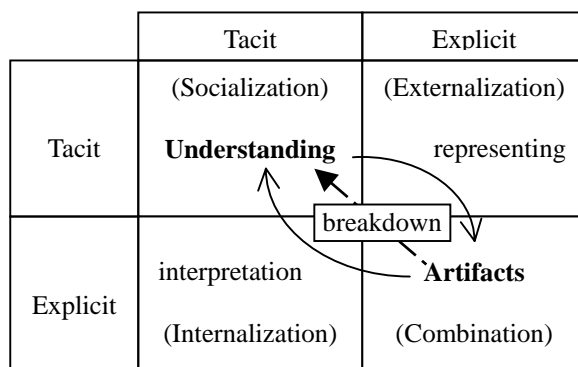 Tacit Explicit
(Socialization) (Externalization)
Tacit Understanding representing
breakdown
interpretation Artifacts
Explicit
(Internalization) (Combination)